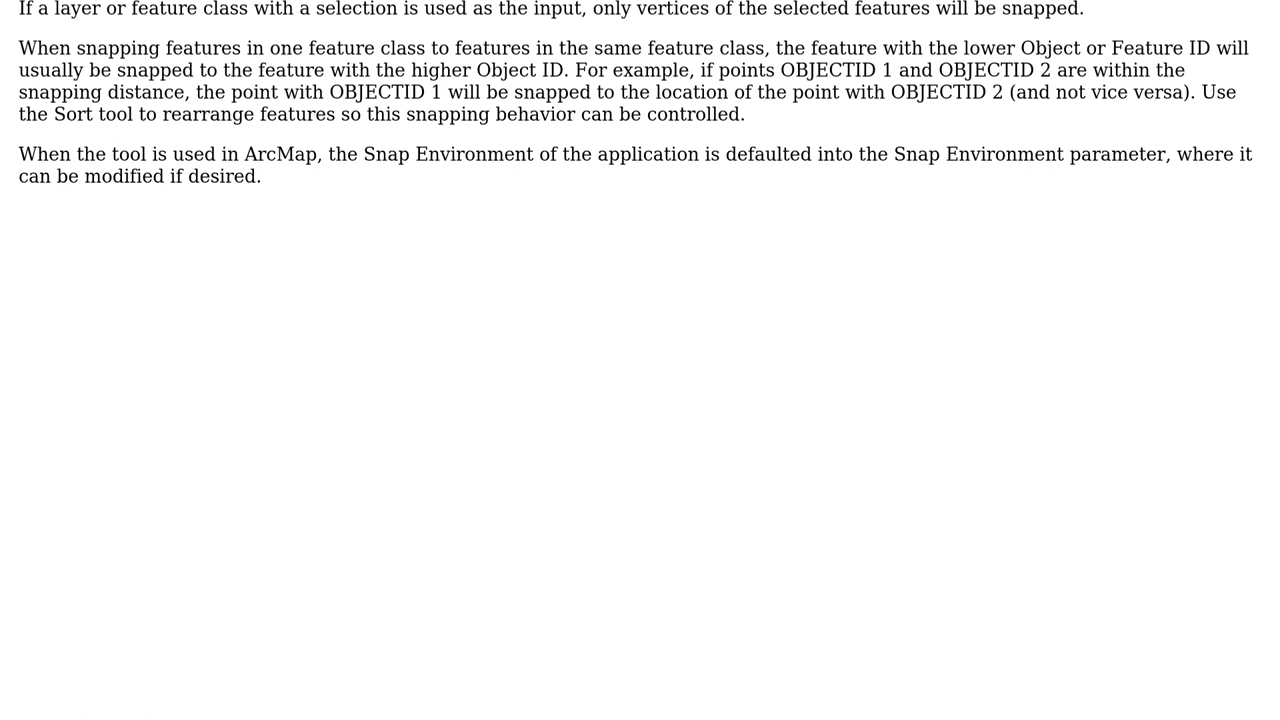 If a layer or feature class with a selection is used as the input, only vertices of the selected features will be snapped.
When snapping features in one feature class to features in the same feature class, the feature with the lower Object or Feature ID will
usually be snapped to the feature with the higher Object ID. For example, if points OBJECTID 1 and OBJECTID 2 are within the
snapping distance, the point with OBJECTID 1 will be snapped to the location of the point with OBJECTID 2 (and not vice versa). Use
the Sort tool to rearrange features so this snapping behavior can be controlled.
When the tool is used in ArcMap, the Snap Environment of the application is defaulted into the Snap Environment parameter, where it
can be modified if desired.